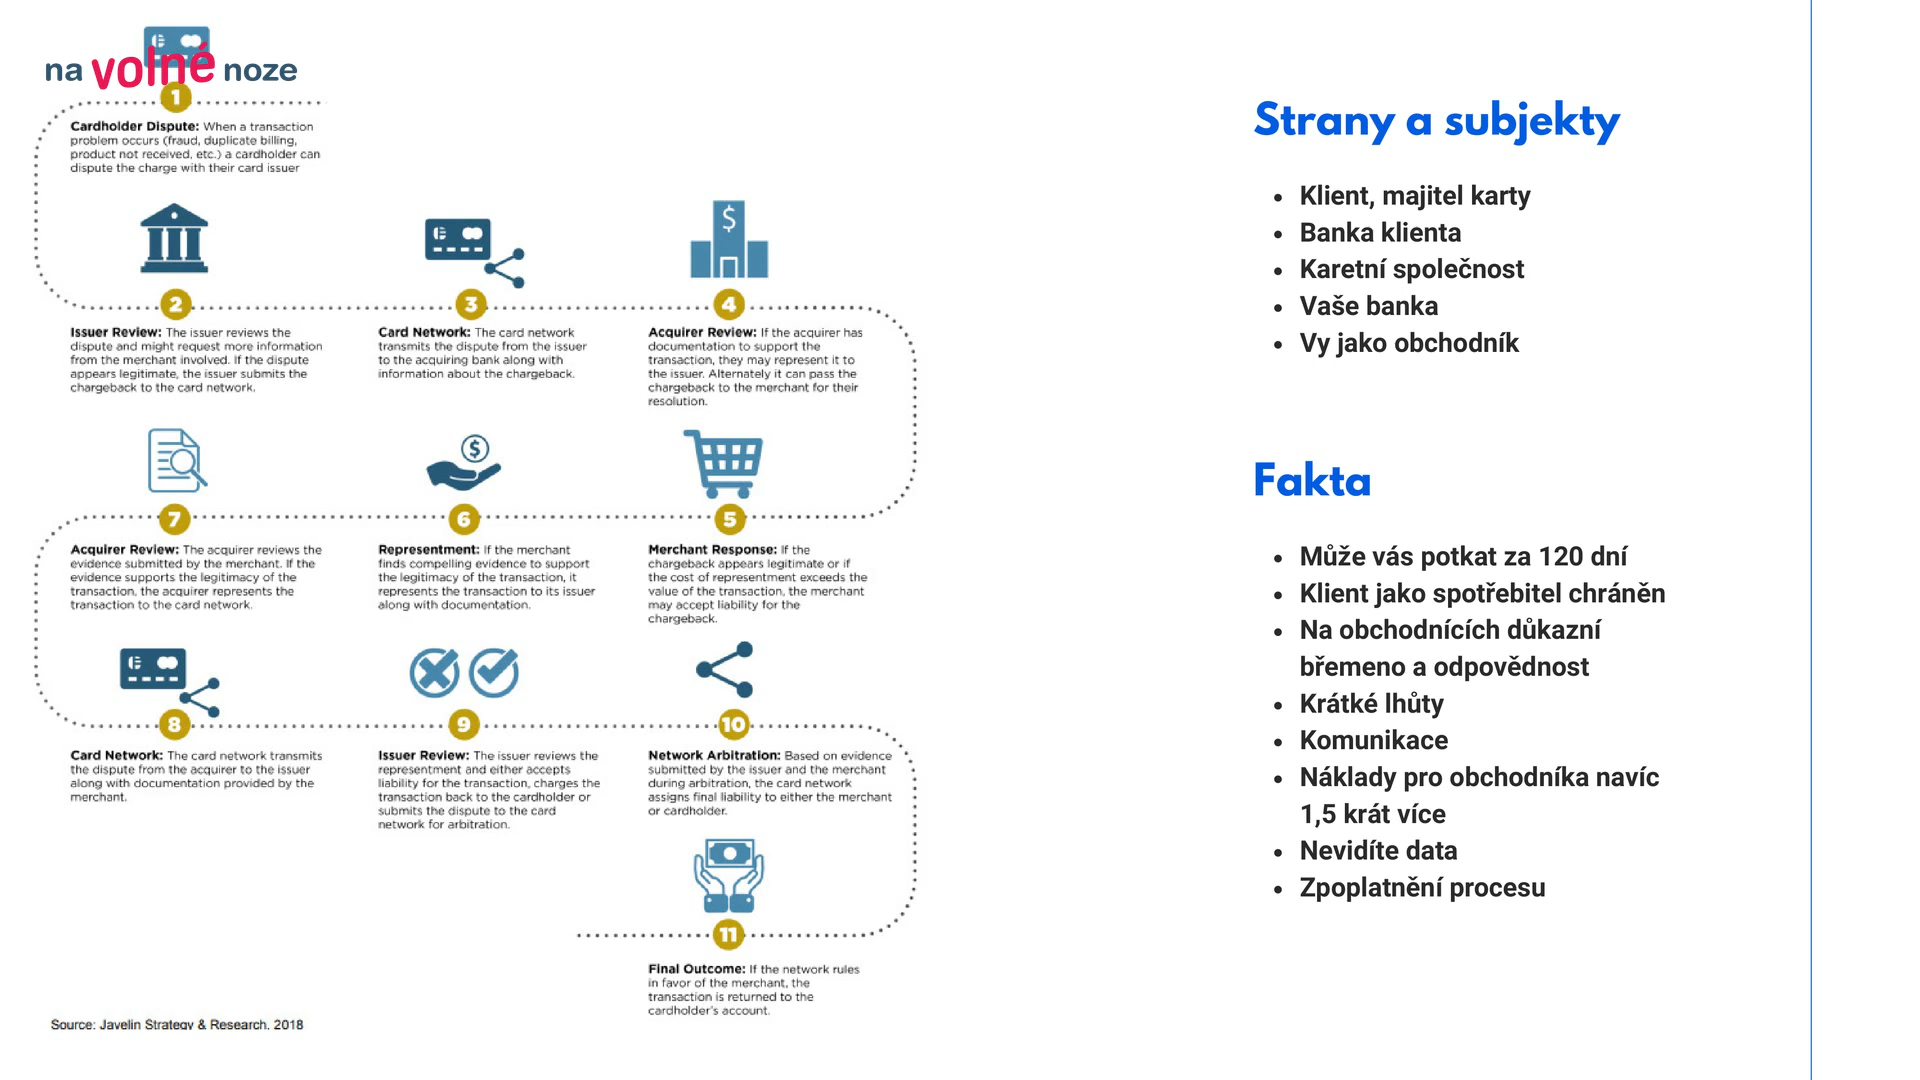 na volné noze
1
Cardholder Dispute: When a transaction
problem occurs (fraud, duplicate billing,
product not received, etc.) a cardholder can
dispute the charge with their card issuer
2
Issuer Review: The issuer reviews the
dispute and might request more information
from the merchant involved. If the dispute
appears legitimate, the issuer submits the
chargeback to the card network.
3
Card Network: The card network
transmits the dispute from the issuer
to the acquiring bank along with
information about the chargeback.
$
4
Acquirer Review: If the acquirer has
documentation to support the
transaction, they may represent it to
the issuer. Alternately it can pass the
chargeback to the merchant for their
resolution.
5
Merchant Response: If the
chargeback appears legitimate or if
the cost of representment exceeds the
value of the transaction, the merchant
may accept liability for the
chargeback.
$
6
Representment: If the merchant
finds compelling evidence to support
the legitimacy of the transaction, it
represents the transaction to its issuer
along with documentation.
7
Acquirer Review: The acquirer reviews the
evidence submitted by the merchant. If the
evidence supports the legitimacy of the
transaction, the acquirer represents the
transaction to the card network.
8
Card Network: The card network transmits
the dispute from the acquirer to the issuer
along with documentation provided by the
merchant.
9
Issuer Review: The issuer reviews the
representment and either accepts
liability for the transaction, charges the
transaction back to the cardholder or
submits the dispute to the card
network for arbitration.
10
Network Arbitration: Based on evidence
submitted by the issuer and the merchant
during arbitration, the card network
assigns final liability to either the merchant
or cardholder.
11
Final Outcome: If the network rules
in favor of the merchant, the
transaction is returned to the
cardholder's account.
Source: Javelin Strategy & Research, 2018
Strany a subjekty
• Klient, majitel karty
• Banka klienta
• Karetní společnost
• Vaše banka
• Vy jako obchodník
Fakta
• Může vás potkat za 120 dní
• Klient jako spotřebitel chráněn
• Na obchodnících důkazní
břemeno a odpovědnost
• Krátké lhůty
• Komunikace
• Náklady pro obchodníka navíc
1,5 krát více
• Nevidíte data
• Zpoplatnění procesu